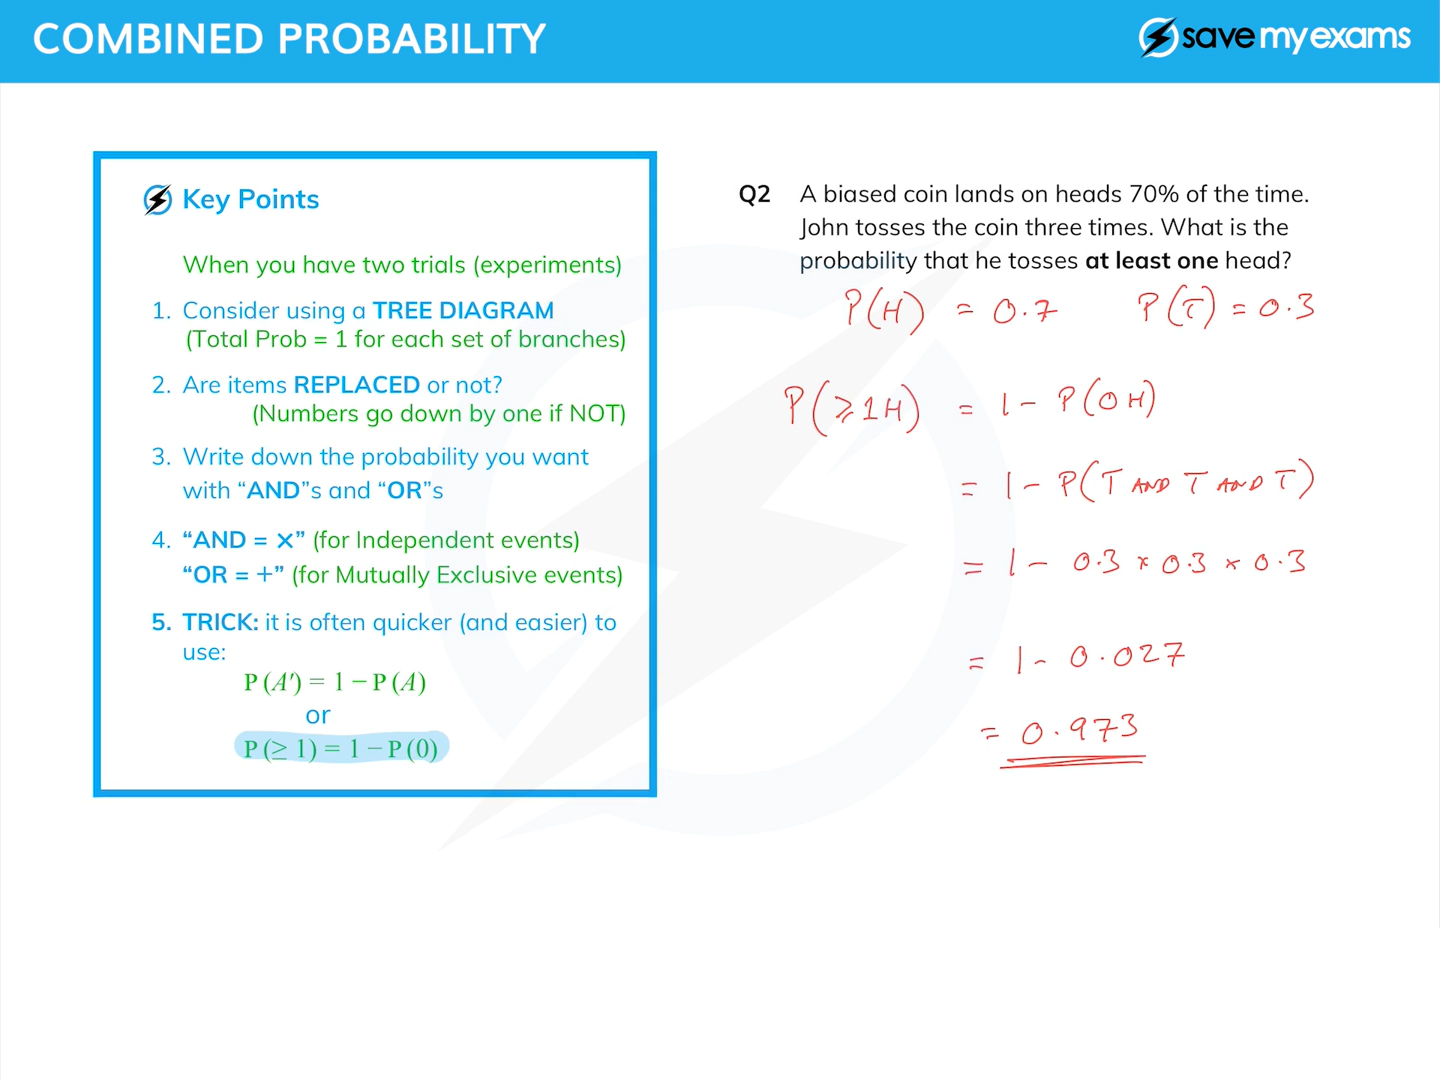 COMBINED PROBABILITY
save my exams
Key Points
When you have two trials (experiments)
1. Consider using a TREE DIAGRAM
(Total Prob = 1 for each set of branches)
2. Are items REPLACED or not?
(Numbers go down by one if NOT)
3. Write down the probability you want
with “AND”s and “OR”s
4. “AND = ×” (for Independent events)
“OR = +” (for Mutually Exclusive events)
5. TRICK: it is often quicker (and easier) to
use:
P (A′) = 1 − P (A)
or
P (≥ 1) = 1 − P (0)
Q2 A biased coin lands on heads 70% of the time.
John tosses the coin three times. What is the
probability that he tosses at least one head?
P(H) = 0.7 P(T) = 0.3
P(≥1H) = 1 - P(0H)
= 1 - P(T AND T AND T)
= 1 - 0.3 × 0.3 × 0.3
= 1 - 0.027
= 0.973